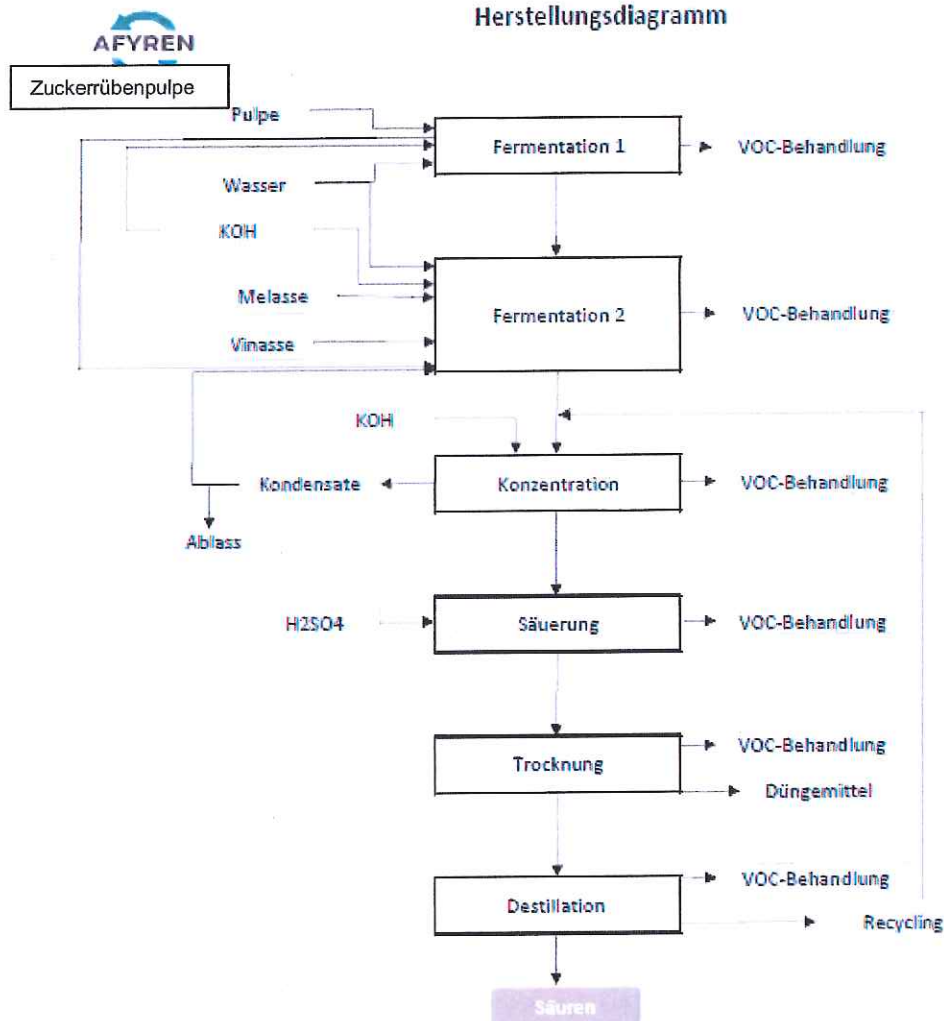 Herstellungsdiagramm
AFYREN
Zuckerrübenpulpe
Pulpe
Fermentation 1
VOC-Behandlung
Wasser
KOH
Melasse
Fermentation 2
VOC-Behandlung
Vinasse
KOH
Kondensate
Konzentration
VOC-Behandlung
Ablass
H2SO4
Säuerung
VOC-Behandlung
Trocknung
VOC-Behandlung
Düngemittel
Destillation
VOC-Behandlung
Recycling
Säuren